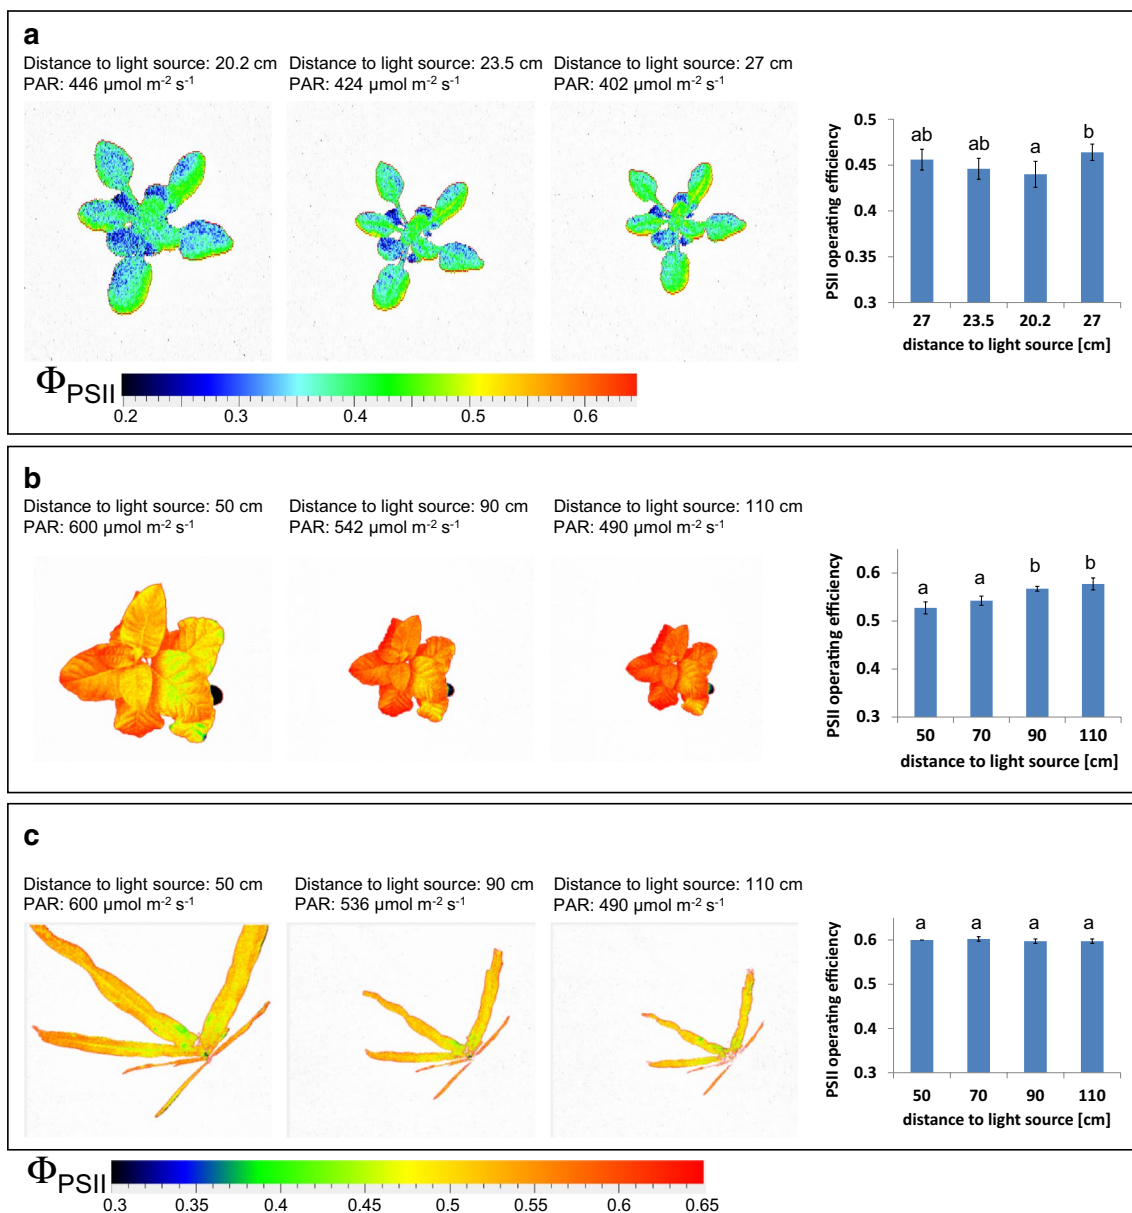 a
Distance to light source: 20.2 cm
PAR: 446 µmol m⁻² s⁻¹
Distance to light source: 23.5 cm
PAR: 424 µmol m⁻² s⁻¹
Distance to light source: 27 cm
PAR: 402 µmol m⁻² s⁻¹
PSII operating efficiency
0.5
0.45
0.4
0.35
0.3
ab ab a b
27 23.5 20.2 27
distance to light source [cm]
ΦPSII
0.2 0.3 0.4 0.5 0.6
b
Distance to light source: 50 cm
PAR: 600 µmol m⁻² s⁻¹
Distance to light source: 90 cm
PAR: 542 µmol m⁻² s⁻¹
Distance to light source: 110 cm
PAR: 490 µmol m⁻² s⁻¹
PSII operating efficiency
0.6
0.5
0.4
0.3
a a b b
50 70 90 110
distance to light source [cm]
c
Distance to light source: 50 cm
PAR: 600 µmol m⁻² s⁻¹
Distance to light source: 90 cm
PAR: 536 µmol m⁻² s⁻¹
Distance to light source: 110 cm
PAR: 490 µmol m⁻² s⁻¹
PSII operating efficiency
0.6
0.5
0.4
0.3
a a a a
50 70 90 110
distance to light source [cm]
ΦPSII
0.3 0.35 0.4 0.45 0.5 0.55 0.6 0.65